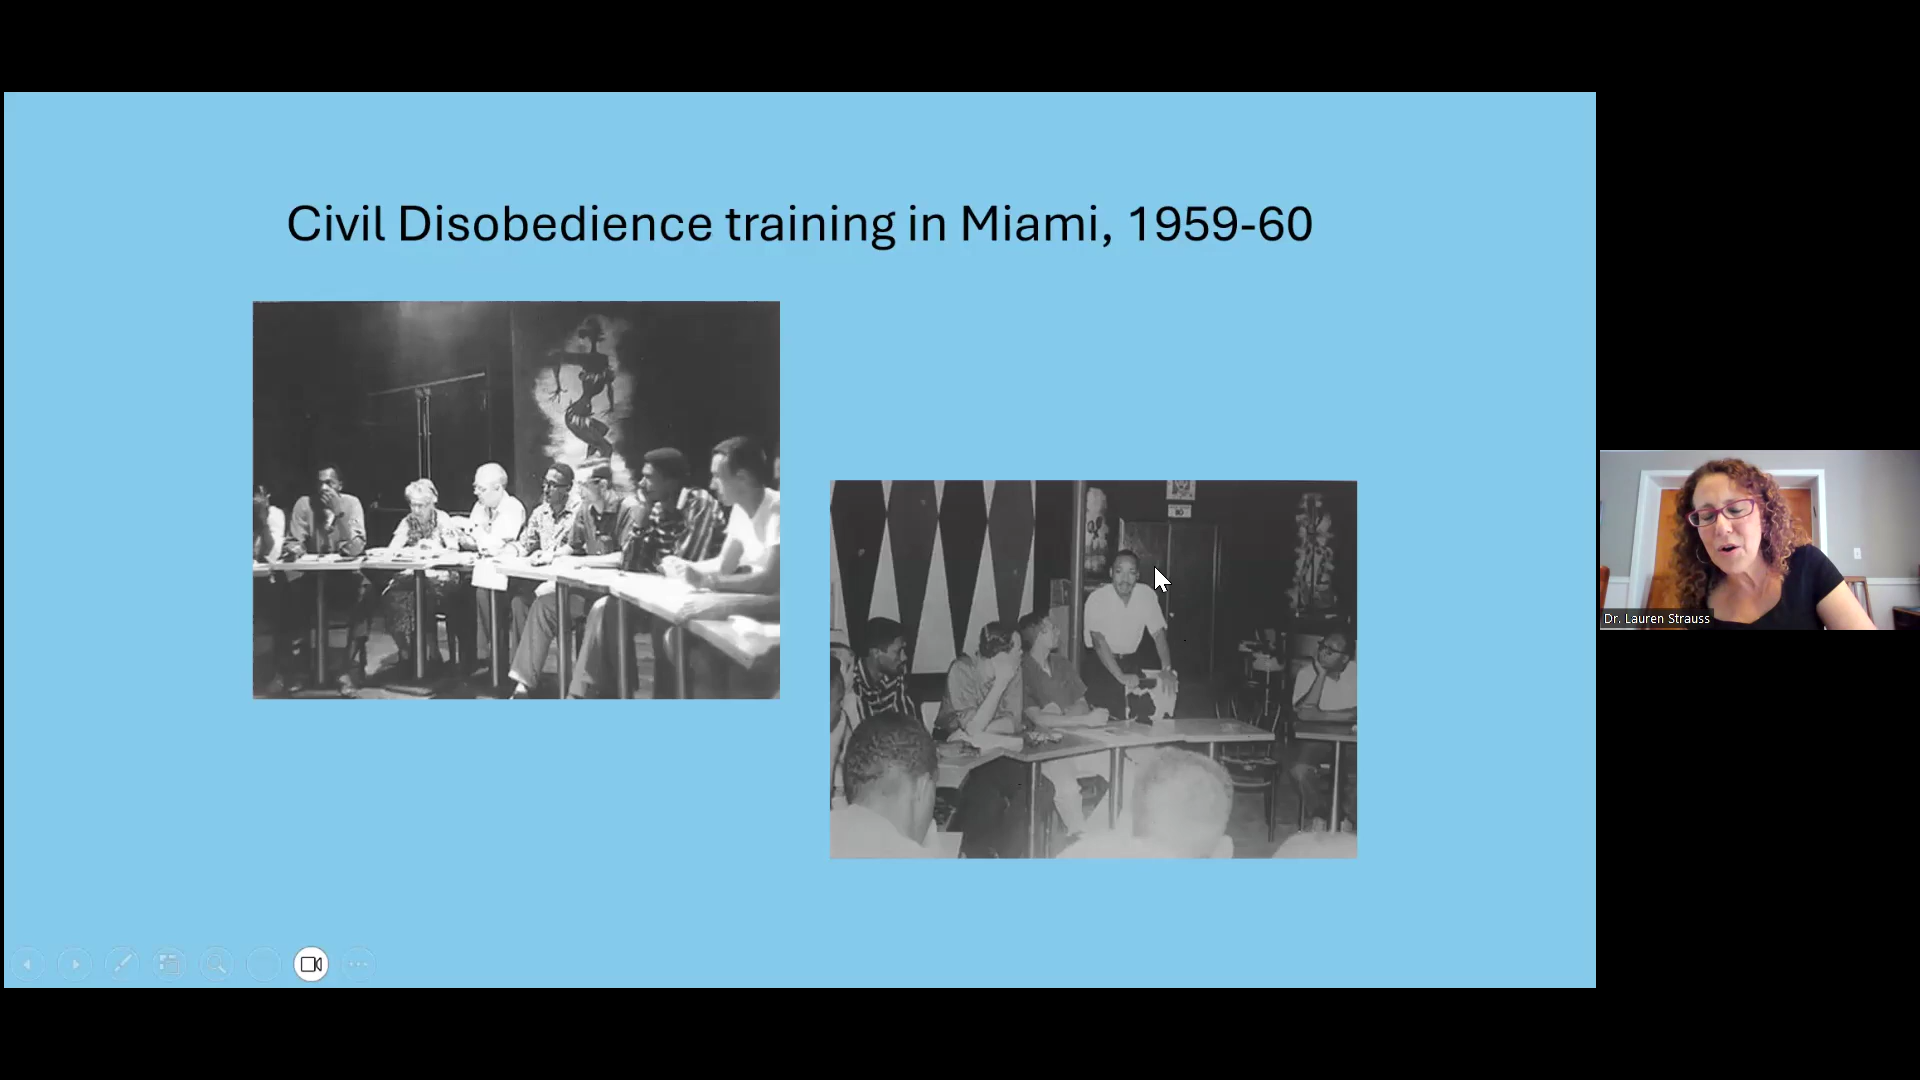 Civil Disobedience training in Miami, 1959-60
Dr. Lauren Strauss